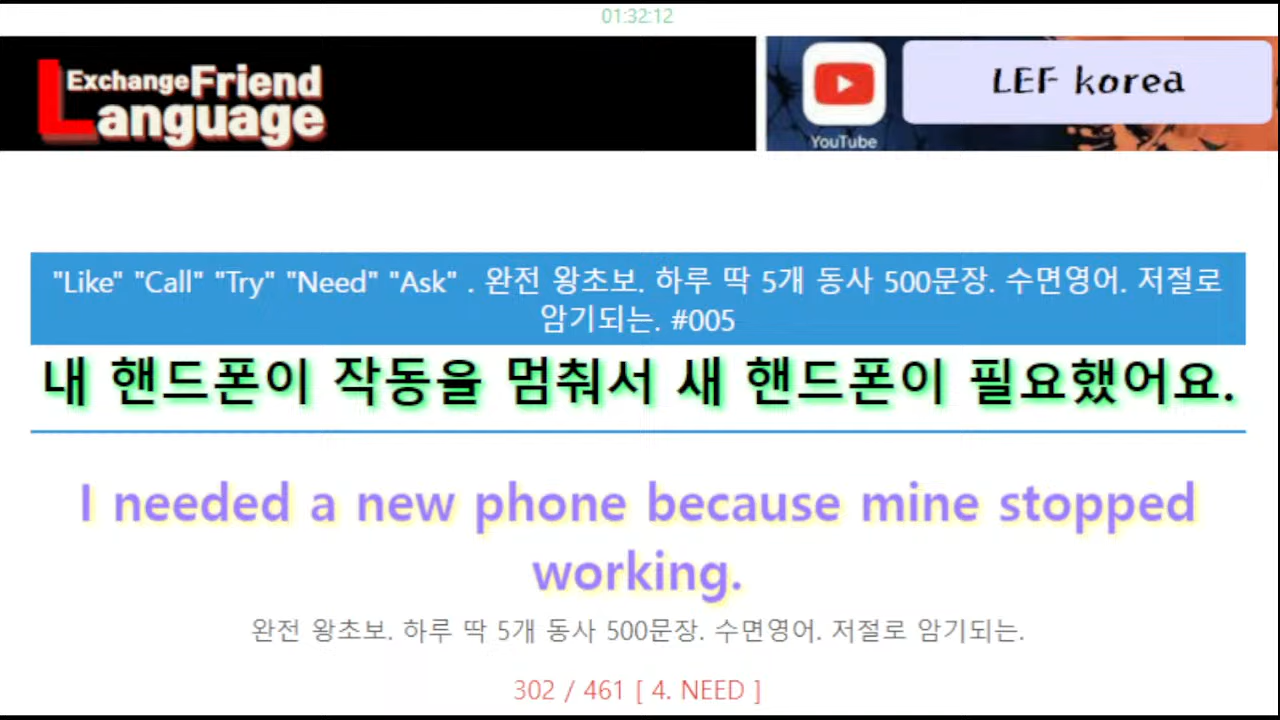 01:32:12
ExchangeFriend
Language
LEF korea
YouTube
"Like" "Call" "Try" "Need" "Ask" . 완전 왕초보. 하루 딱 5개 동사 500문장. 수면영어. 저절로
암기되는. #005
내 핸드폰이 작동을 멈춰서 새 핸드폰이 필요했어요.
I needed a new phone because mine stopped
working.
완전 왕초보. 하루 딱 5개 동사 500문장. 수면영어. 저절로 암기되는.
302 / 461 [ 4. NEED ]